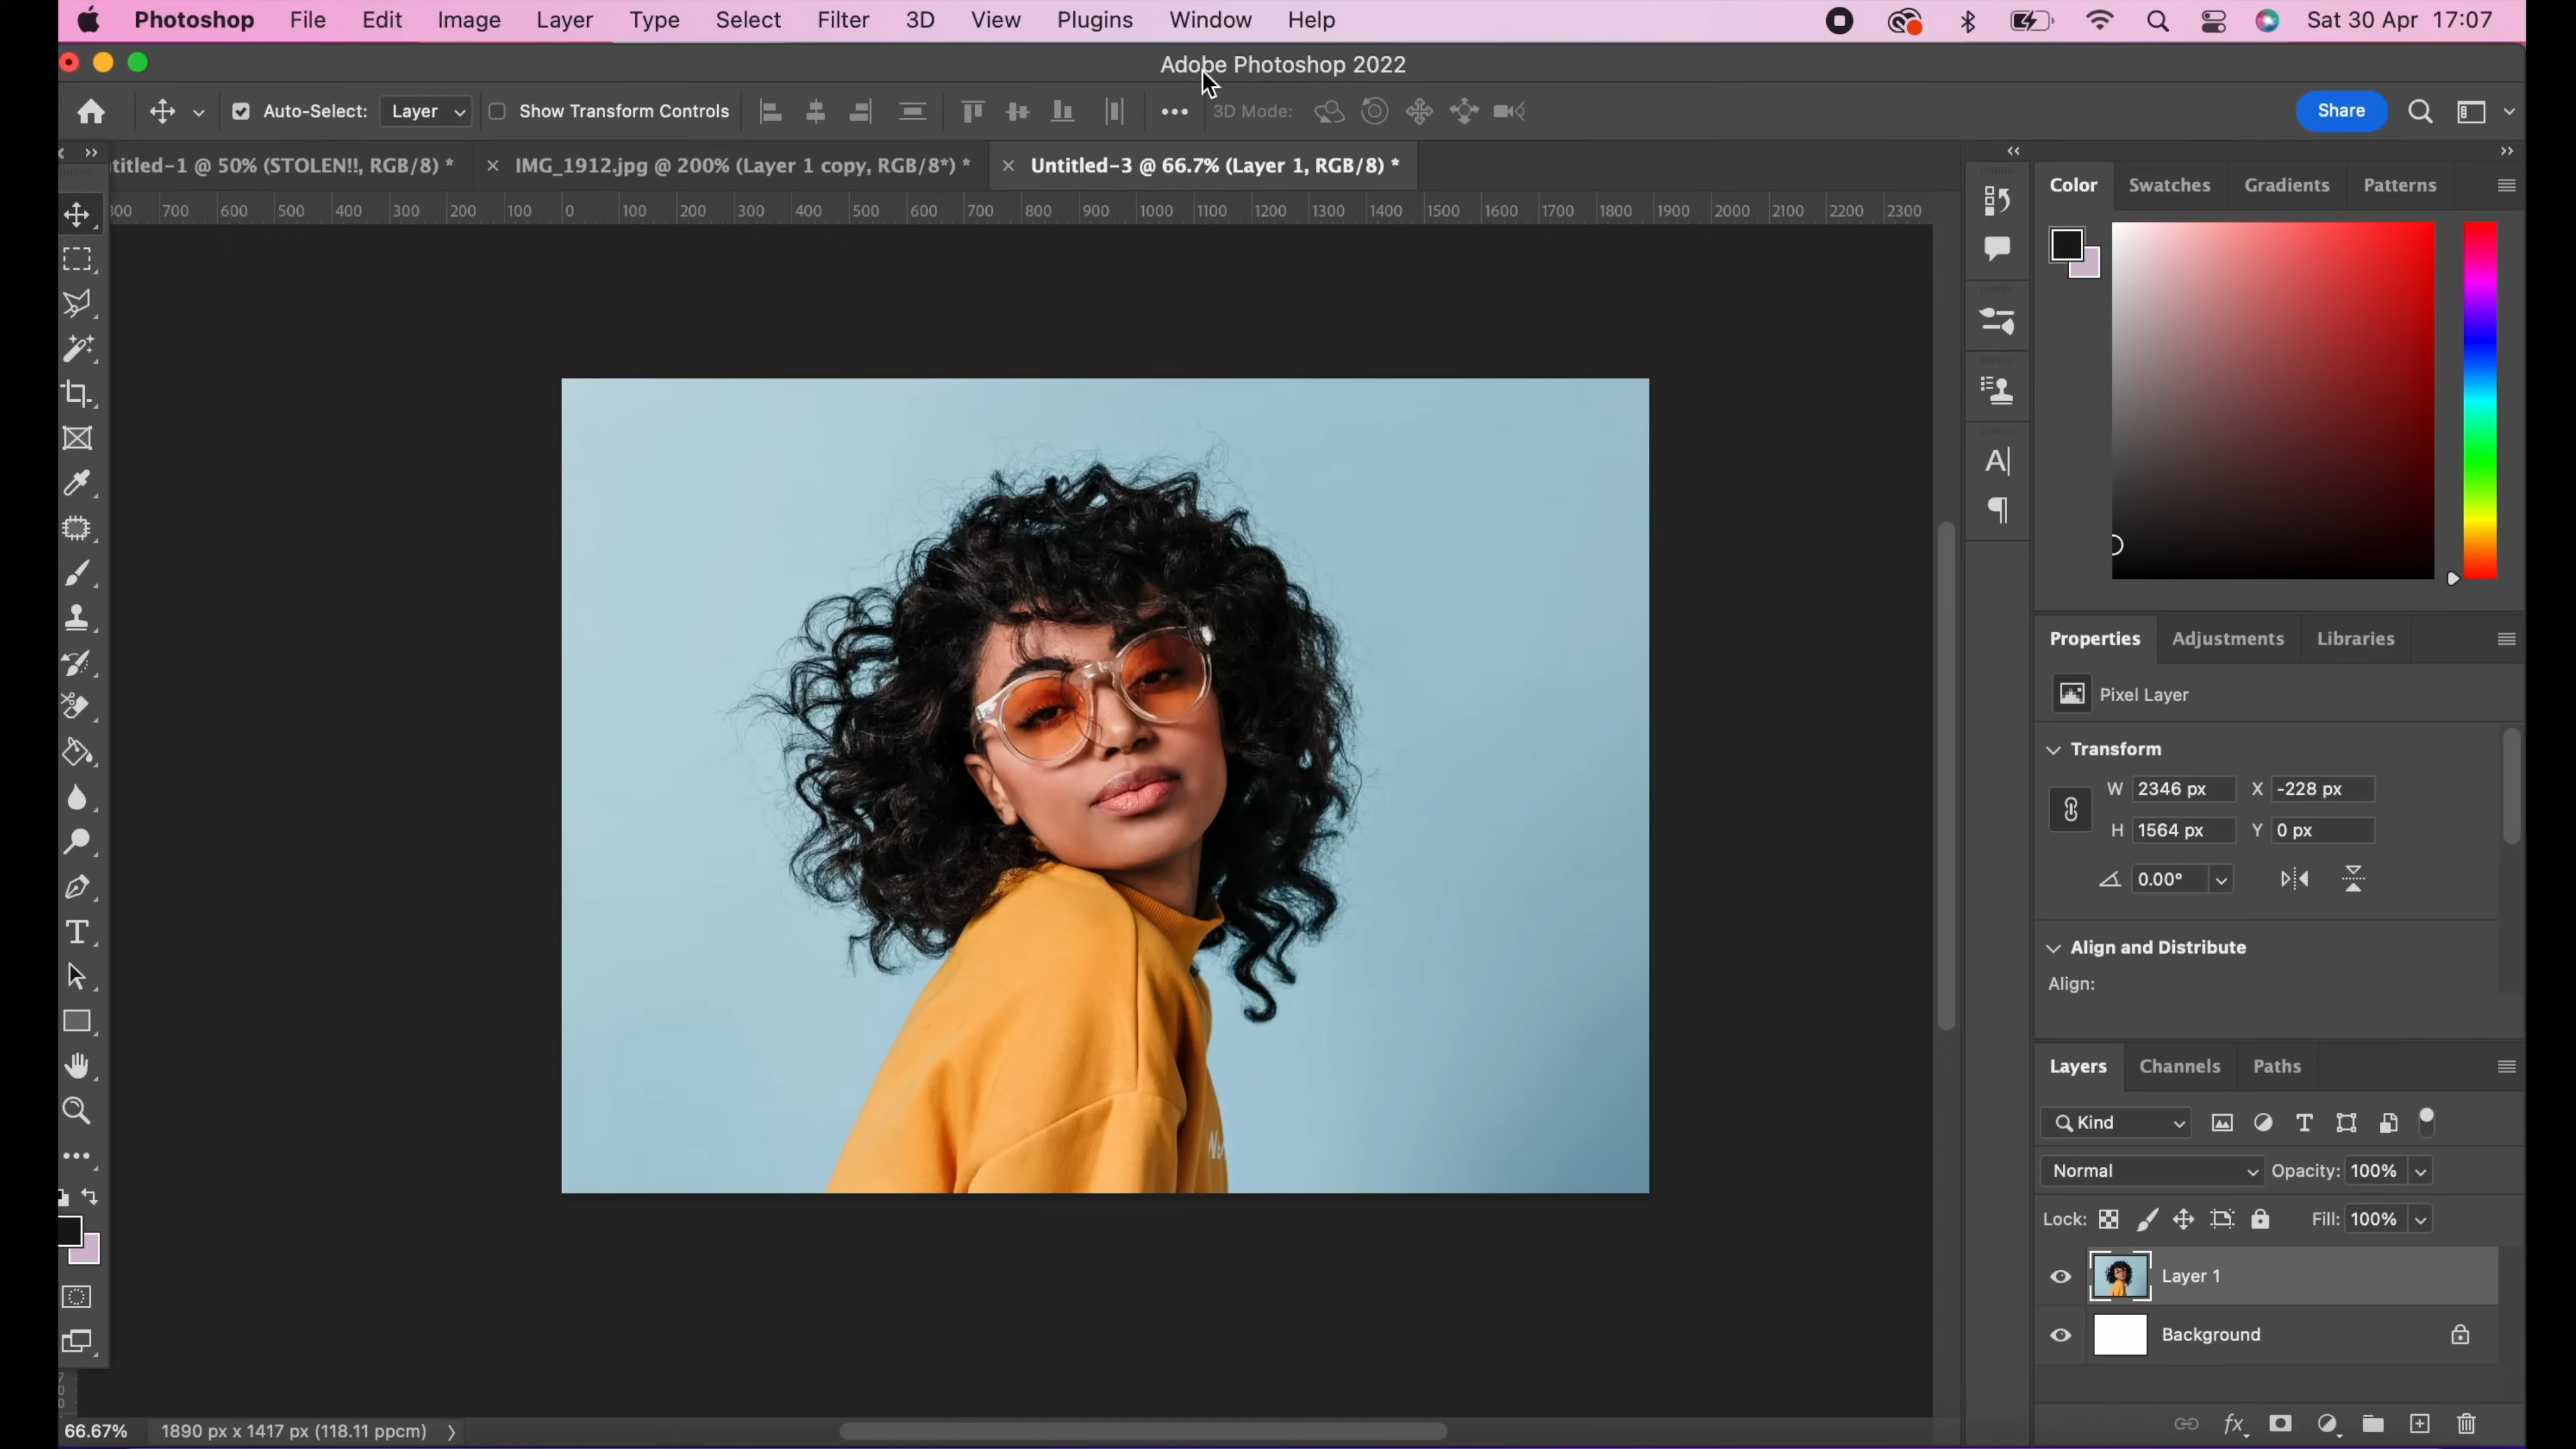 Photoshop File Edit Image Layer Type Select Filter 3D View Plugins Window Help Sat 30 Apr 17:07
Adobe Photoshop 2022
Auto-Select: Layer Show Transform Controls 3D Mode: Share
titled-1 @ 50% (STOLEN!!, RGB/8) * × IMG_1912.jpg @ 200% (Layer 1 copy, RGB/8*) * × Untitled-3 @ 66.7% (Layer 1, RGB/8) *
800 700 600 500 400 300 200 100 0 100 200 300 400 500 600 700 800 900 1000 1100 1200 1300 1400 1500 1600 1700 1800 1900 2000 2100 2200 2300
Color Swatches Gradients Patterns
Properties Adjustments Libraries
Pixel Layer
Transform
W 2346 px X -228 px
H 1564 px Y 0 px
0.00°
Align and Distribute
Align:
Layers Channels Paths
Kind
Normal Opacity: 100%
Lock: Fill: 100%
Layer 1
Background
66.67% 1890 px x 1417 px (118.11 ppcm)